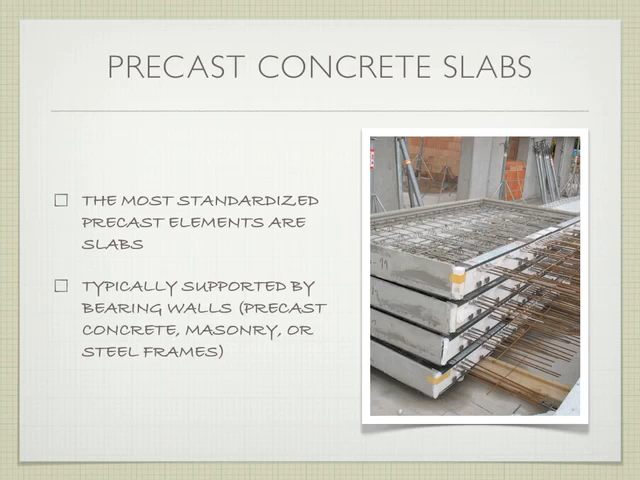 PRECAST CONCRETE SLABS
THE MOST STANDARDIZED
PRECAST ELEMENTS ARE
SLABS
TYPICALLY SUPPORTED BY
BEARING WALLS (PRECAST
CONCRETE, MASONRY, OR
STEEL FRAMES)